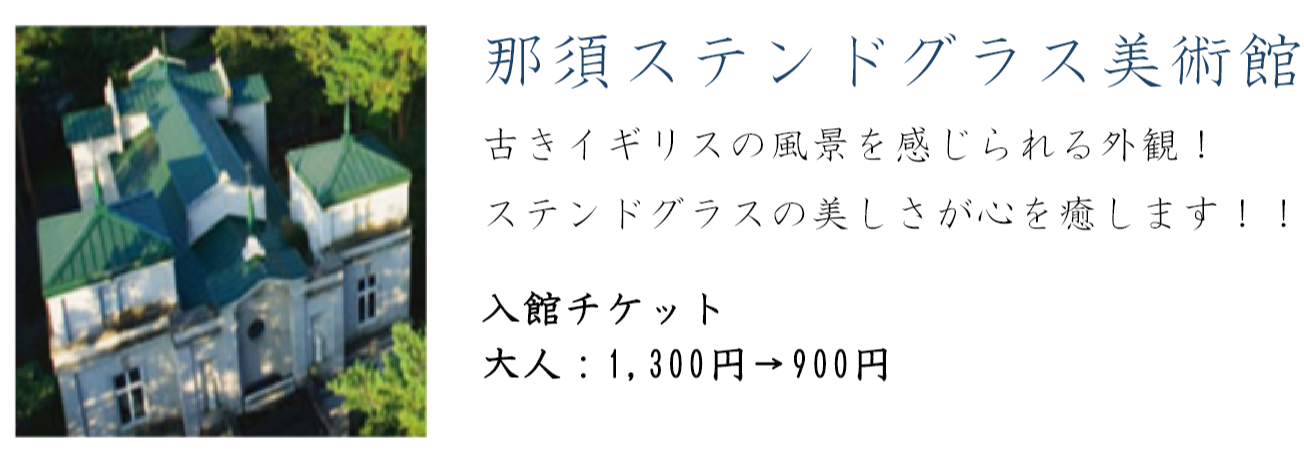 那須ステンドグラス美術館
古きイギリスの風景を感じられる外観！
ステンドグラスの美しさが心を癒します！！
入館チケット
大人：1,300円→900円